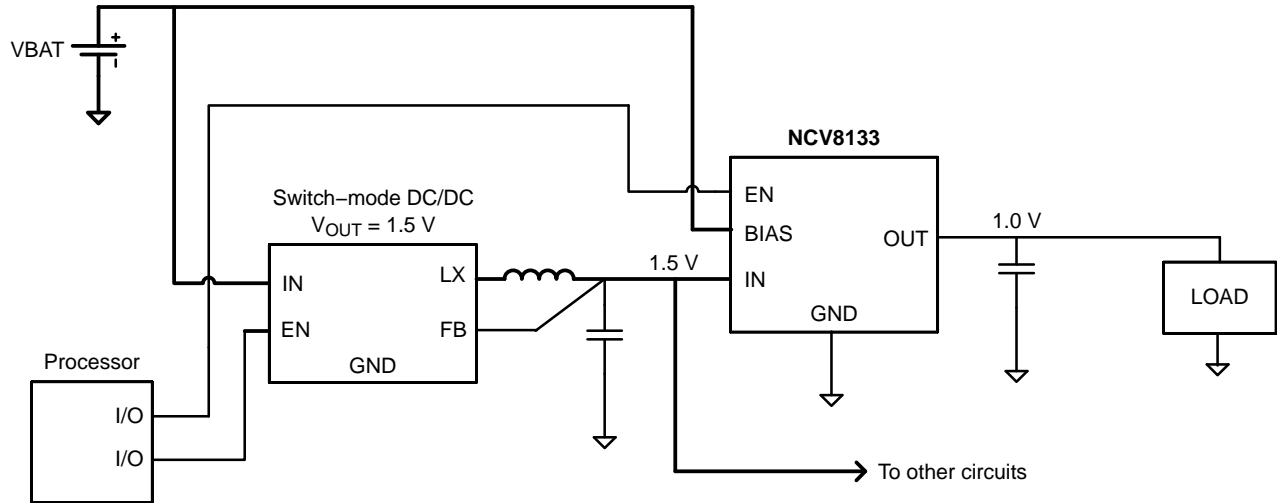 VBAT
+
−
NCV8133
Switch−mode DC/DC
VOUT = 1.5 V
EN
BIAS
OUT
1.0 V
LX
1.5 V
IN
IN
LOAD
EN
FB
GND
GND
Processor
I/O
I/O
To other circuits